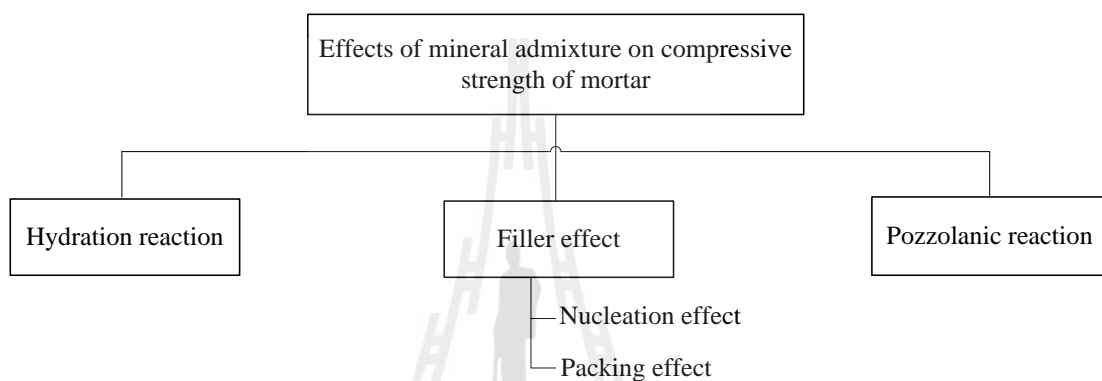 Effects of mineral admixture on compressive
strength of mortar
Hydration reaction
Filler effect
Pozzolanic reaction
Nucleation effect
Packing effect